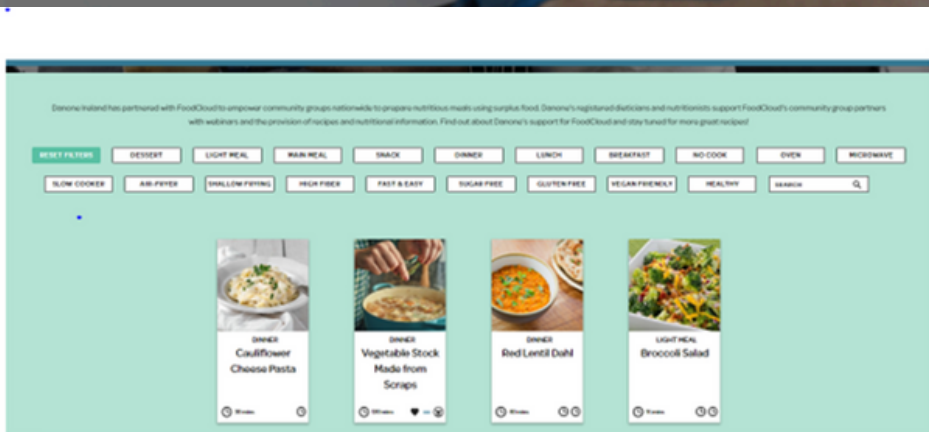 Danone Ireland has partnered with FoodCloud to empower community groups nationwide to prepare nutritious meals using surplus food. Danone's registered dieticians and nutritionists support FoodCloud's community group partners
with webinars and the provision of recipes and nutritional information. Find out about Danone's support for FoodCloud and stay tuned for more great recipes!
RESET FILTERS DESSERT LIGHT MEAL MAIN MEAL SNACK DINNER LUNCH BREAKFAST NO COOK OVEN MICROWAVE
SLOW COOKER AIR-FRYER SHALLOW FRYING HIGH FIBER FAST & EASY SUGAR FREE GLUTEN FREE VEGAN FRIENDLY HEALTHY SEARCH
DINNER
Cauliflower
Cheese Pasta
mins
DINNER
Vegetable Stock
Made from
Scraps
mins
DINNER
Red Lentil Dahl
mins
LIGHT MEAL
Broccoli Salad
mins